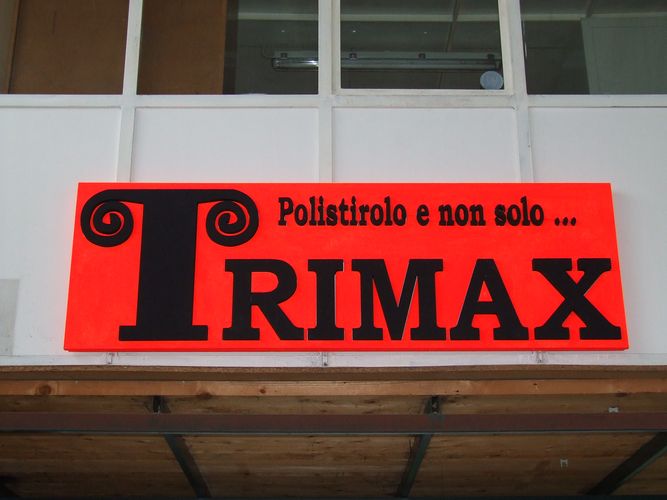 Polistirolo e non solo ...
TRIMAX